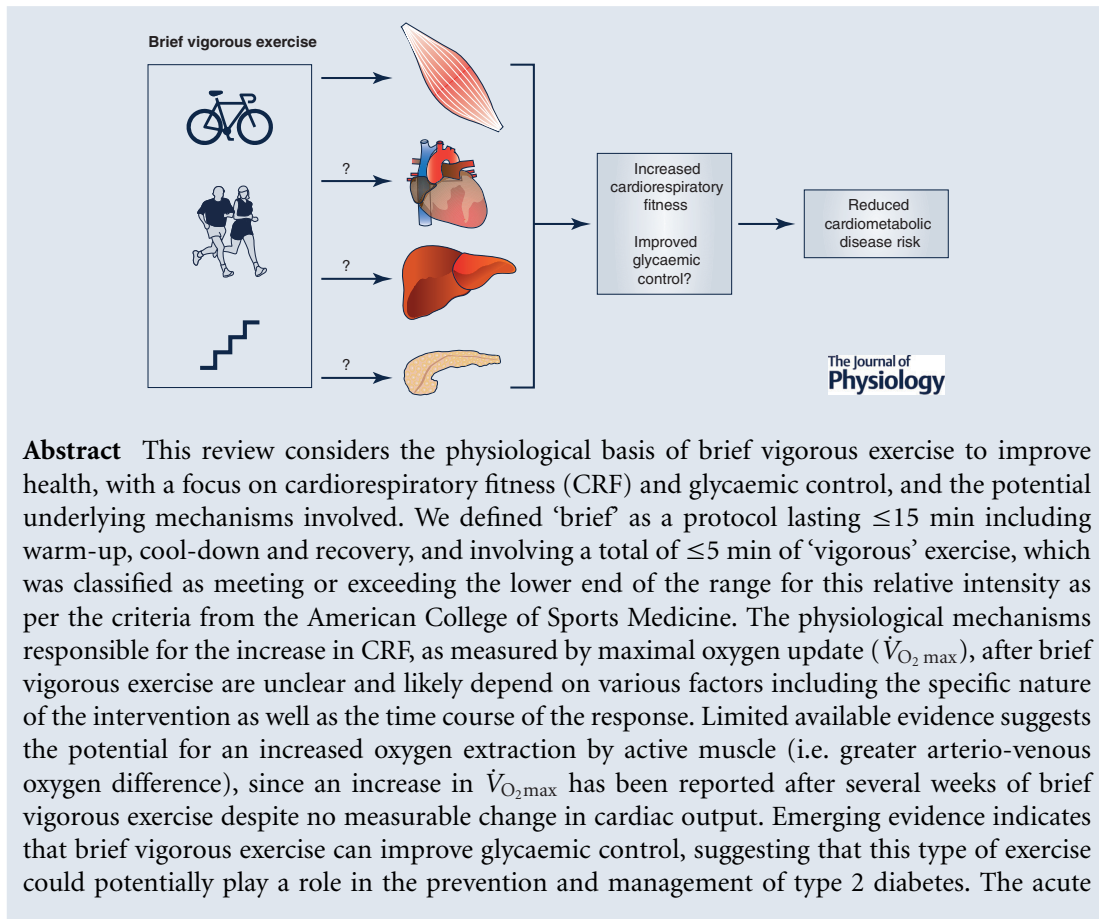 Brief vigorous exercise
?
?
?
Increased
cardiorespiratory
fitness
Improved
glycaemic
control?
Reduced
cardiometabolic
disease risk
The Journal of
Physiology
Abstract This review considers the physiological basis of brief vigorous exercise to improve
health, with a focus on cardiorespiratory fitness (CRF) and glycaemic control, and the potential
underlying mechanisms involved. We defined ‘brief’ as a protocol lasting ≤15 min including
warm-up, cool-down and recovery, and involving a total of ≤5 min of ‘vigorous’ exercise, which
was classified as meeting or exceeding the lower end of the range for this relative intensity as
per the criteria from the American College of Sports Medicine. The physiological mechanisms
responsible for the increase in CRF, as measured by maximal oxygen update (V̇O₂ max), after brief
vigorous exercise are unclear and likely depend on various factors including the specific nature
of the intervention as well as the time course of the response. Limited available evidence suggests
the potential for an increased oxygen extraction by active muscle (i.e. greater arterio-venous
oxygen difference), since an increase in V̇O₂max has been reported after several weeks of brief
vigorous exercise despite no measurable change in cardiac output. Emerging evidence indicates
that brief vigorous exercise can improve glycaemic control, suggesting that this type of exercise
could potentially play a role in the prevention and management of type 2 diabetes. The acute